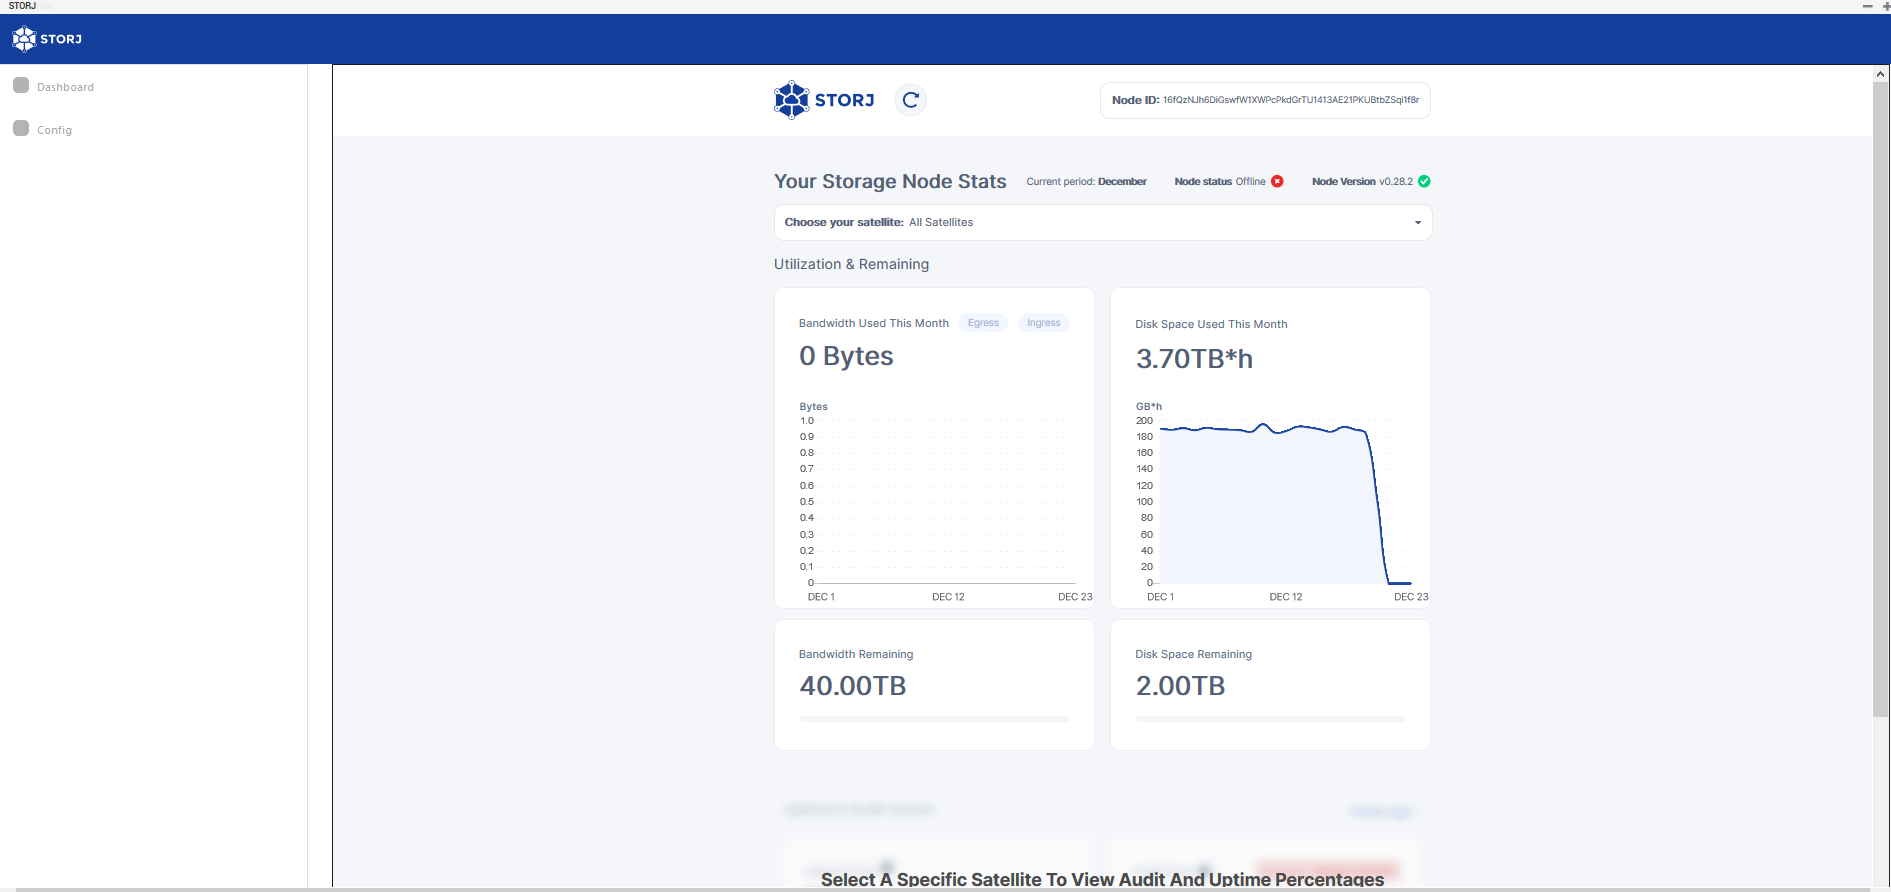 STORJ
STORJ
Dashboard
Config
STORJ
Node ID: 16fQzNJh6DiGswfW1XWPcPkdGrTU1413AE21PKUBtbZSqi1f8r
Your Storage Node Stats
Current period: December
Node status Offline
Node Version v0.28.2
Choose your satellite: All Satellites
Utilization & Remaining
Bandwidth Used This Month
Egress
Ingress
0 Bytes
Bytes
1.0
0.9
0.8
0.7
0.6
0.5
0.4
0.3
0.2
0.1
0
DEC 1
DEC 12
DEC 23
Disk Space Used This Month
3.70TB*h
GB*h
200
180
160
140
120
100
80
60
40
20
0
DEC 1
DEC 12
DEC 23
Bandwidth Remaining
40.00TB
Disk Space Remaining
2.00TB
Select A Specific Satellite To View Audit And Uptime Percentages